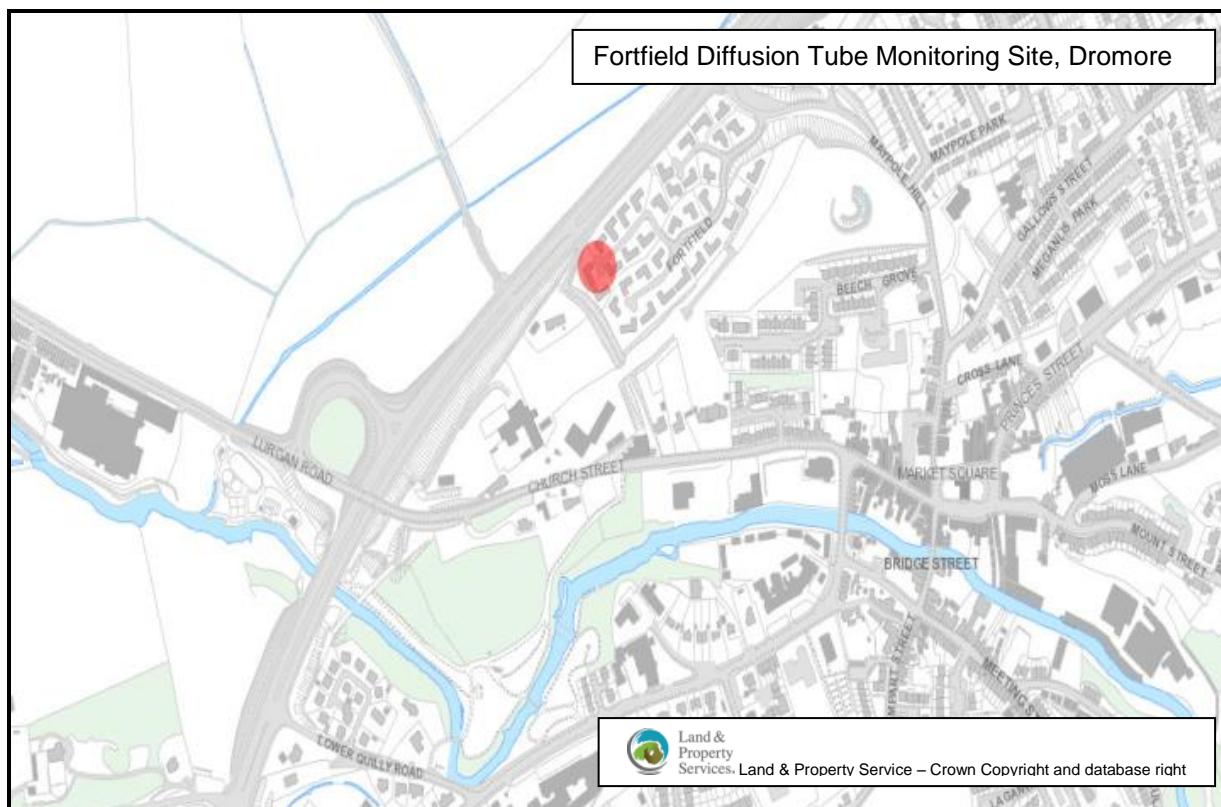 Fortfield Diffusion Tube Monitoring Site, Dromore
MAYPOLE PARK
MAYPOLE HILL
GALLOWS STREET
MEGANLIS PARK
FORTFIELD
BEECH GROVE
CROSS LANE
PRINCES STREET
LURGAN ROAD
CHURCH STREET
MARKET SQUARE
MOSS LANE
MOUNT STREET
BRIDGE STREET
MEETING
LOWER QUILLY ROAD
Land &
Property
Services. Land & Property Service – Crown Copyright and database right